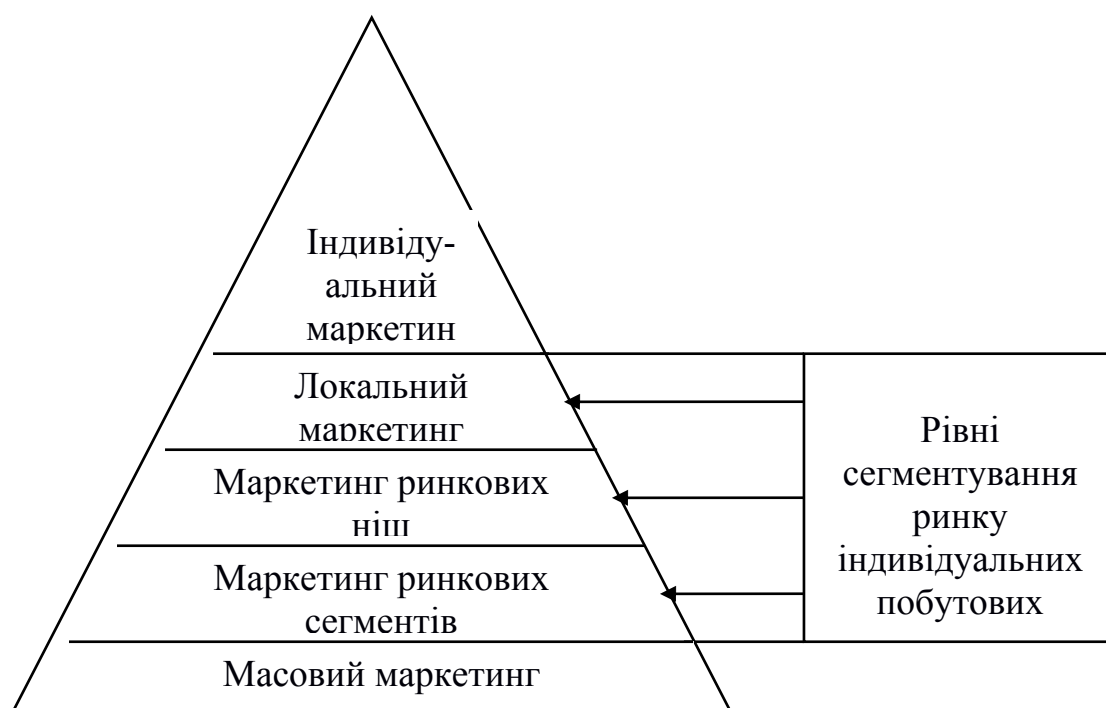 Індивіду-
альний
маркетин
Локальний
маркетинг
Маркетинг ринкових
ніш
Маркетинг ринкових
сегментів
Масовий маркетинг
Рівні
сегментування
ринку
індивідуальних
побутових